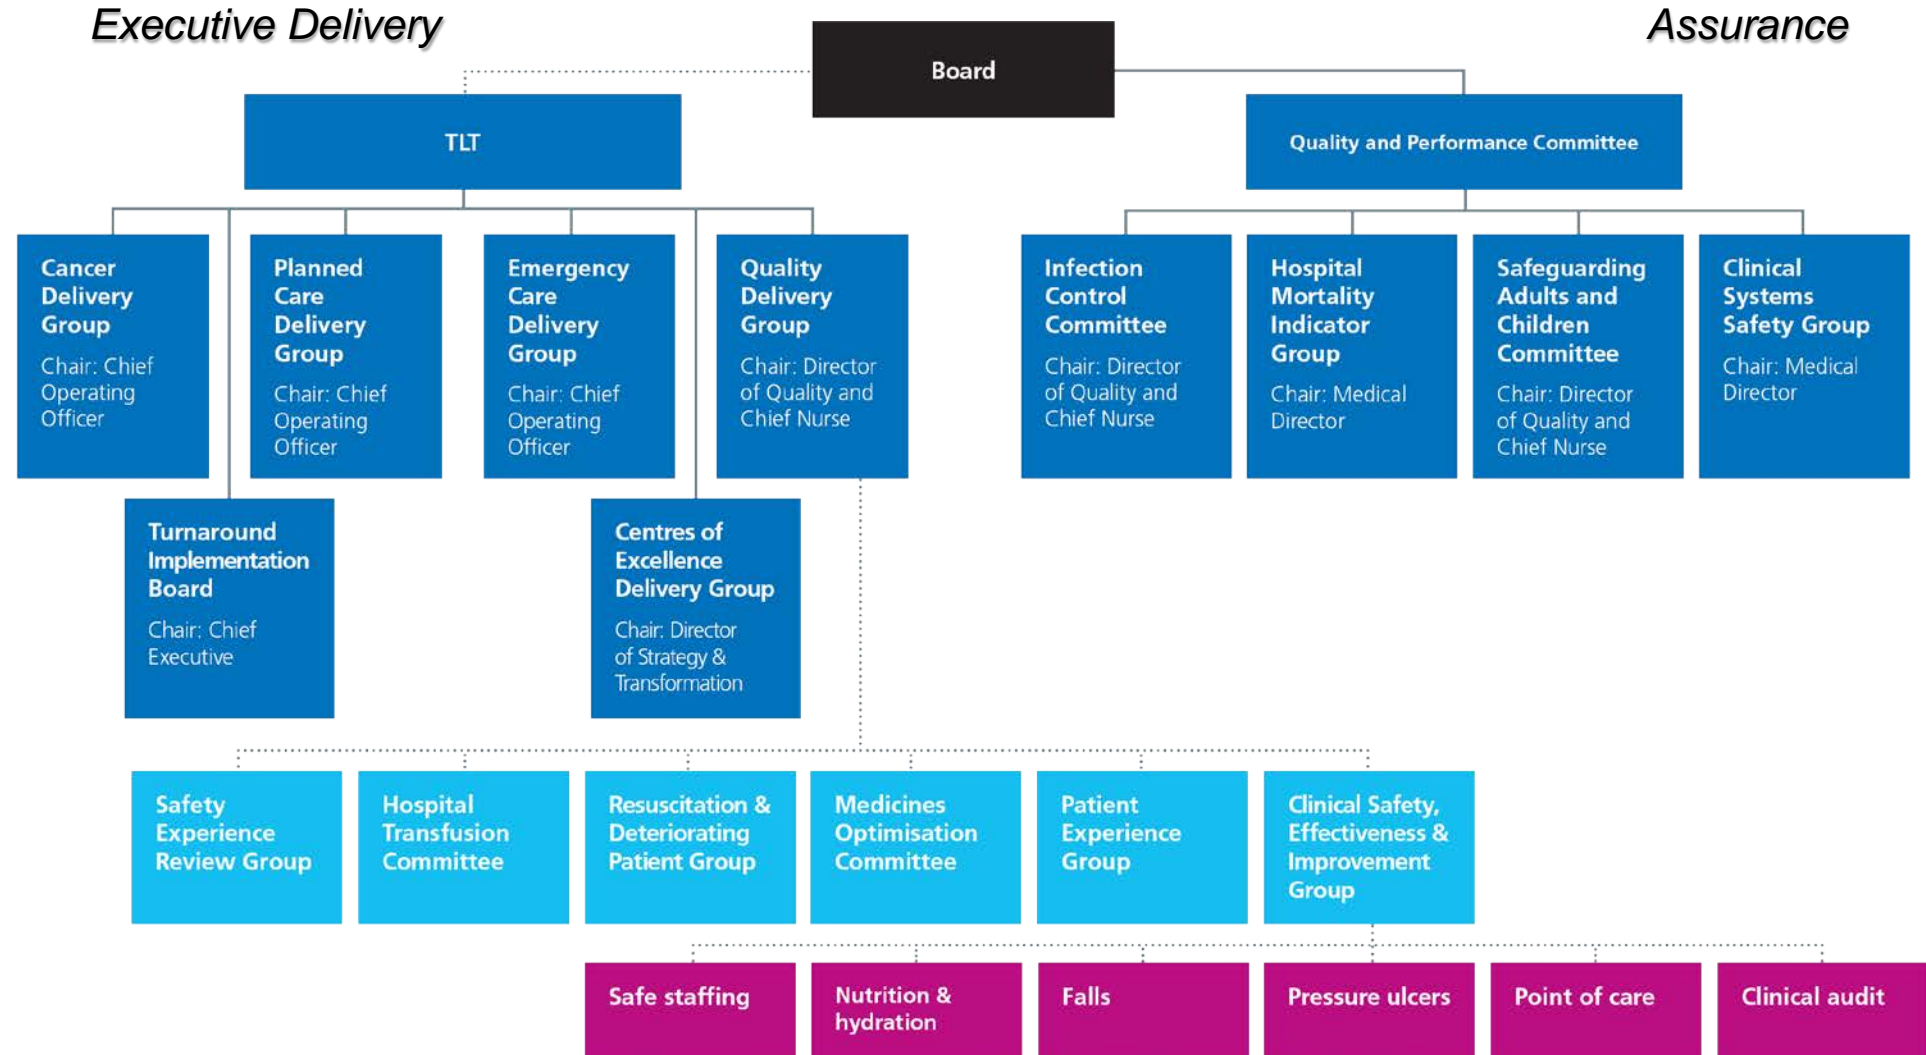 Executive Delivery
Assurance
Board
TLT
Quality and Performance Committee
Cancer
Delivery
Group
Chair: Chief
Operating
Officer
Planned
Care
Delivery
Group
Chair: Chief
Operating
Officer
Emergency
Care
Delivery
Group
Chair: Chief
Operating
Officer
Quality
Delivery
Group
Chair: Director
of Quality and
Chief Nurse
Infection
Control
Committee
Chair: Director
of Quality and
Chief Nurse
Hospital
Mortality
Indicator
Group
Chair: Medical
Director
Safeguarding
Adults and
Children
Committee
Chair: Director
of Quality and
Chief Nurse
Clinical
Systems
Safety Group
Chair: Medical
Director
Turnaround
Implementation
Board
Chair: Chief
Executive
Centres of
Excellence
Delivery Group
Chair: Director
of Strategy &
Transformation
Safety
Experience
Review Group
Hospital
Transfusion
Committee
Resuscitation &
Deteriorating
Patient Group
Medicines
Optimisation
Committee
Patient
Experience
Group
Clinical Safety,
Effectiveness &
Improvement
Group
Safe staffing
Nutrition &
hydration
Falls
Pressure ulcers
Point of care
Clinical audit